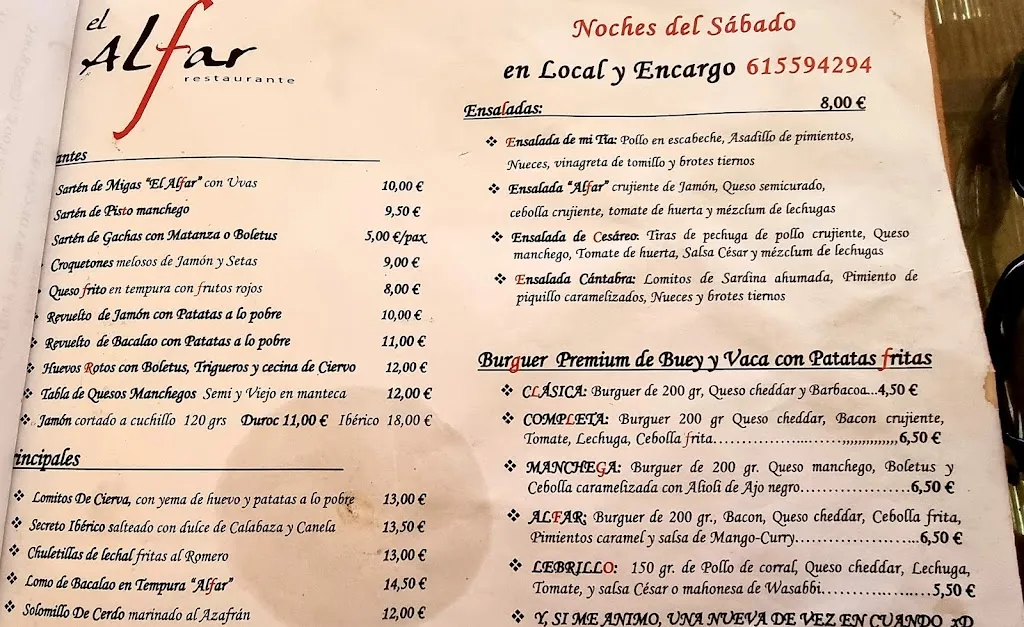 el
Alfar
restaurante
antes
Sartén de Migas "El Alfar" con Uvas 10,00 €
Sartén de Pisto manchego 9,50 €
Sartén de Gachas con Matanza o Boletus 5,00 €/pax
Croquetones melosos de Jamón y Setas 9,00 €
Queso frito en tempura con frutos rojos 8,00 €
Revuelto de Jamón con Patatas a lo pobre 10,00 €
Revuelto de Bacalao con Patatas a lo pobre 11,00 €
❖ Huevos Rotos con Boletus, Trigueros y cecina de Ciervo 12,00 €
❖ Tabla de Quesos Manchegos Semi y Viejo en manteca 12,00 €
❖ Jamón cortado a cuchillo 120 grs Duroc 11,00 € Ibérico 18,00 €
rincipales
❖ Lomitos De Cierva, con yema de huevo y patatas a lo pobre 13,00 €
❖ Secreto Ibérico salteado con dulce de Calabaza y Canela 13,50 €
❖ Chuletillas de lechal fritas al Romero 13,00 €
❖ Lomo de Bacalao en Tempura "Alfar" 14,50 €
❖ Solomillo De Cerdo marinado al Azafrán 12,00 €
Noches del Sábado
en Local y Encargo 615594294
Ensaladas: 8,00 €
❖ Ensalada de mi Tía: Pollo en escabeche, Asadillo de pimientos,
Nueces, vinagreta de tomillo y brotes tiernos
❖ Ensalada "Alfar" crujiente de Jamón, Queso semicurado,
cebolla crujiente, tomate de huerta y mézclum de lechugas
❖ Ensalada de Cesáreo: Tiras de pechuga de pollo crujiente, Queso
manchego, Tomate de huerta, Salsa César y mézclum de lechugas
❖ Ensalada Cántabra: Lomitos de Sardina ahumada, Pimiento de
piquillo caramelizados, Nueces y brotes tiernos
Burguer Premium de Buey y Vaca con Patatas fritas
❖ CLÁSICA: Burguer de 200 gr, Queso cheddar y Barbacoa...4,50 €
❖ COMPLETA: Burguer de 200 gr Queso cheddar, Bacon crujiente,
Tomate, Lechuga, Cebolla frita.......................,,,,,,,,,,,,,,6,50 €
❖ MANCHEGA: Burguer de 200 gr. Queso manchego, Boletus y
Cebolla caramelizada con Alioli de Ajo negro.....................6,50 €
❖ ALFAR; Burguer de 200 gr., Bacon, Queso cheddar, Cebolla frita,
Pimientos caramel y salsa de Mango-Curry.......................6,50 €
❖ LEBRILLO: 150 gr. de Pollo de corral, Queso cheddar, Lechuga,
Tomate, y salsa César o mahonesa de Wasabbi.....................5,50 €
❖ Y, SI ME ANIMO, UNA NUEVA DE VEZ EN CUANDO xD